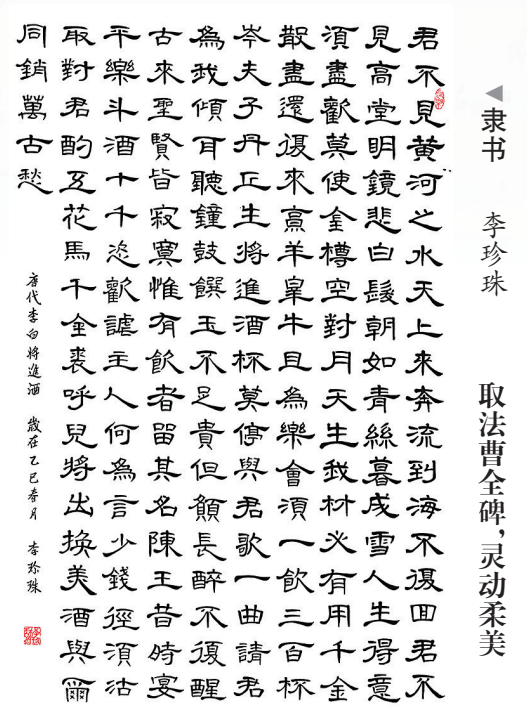 隶书
李珍珠
取法曹全碑,灵动柔美
君不見黃河之水天上來奔流到海不復回君不
見高堂明鏡悲白髮朝如青絲暮成雪人生得意
須盡歡莫使金樽空對月天生我材必有用千金
散盡還復來烹羊宰牛且為樂會須一飲三百杯
岑夫子丹丘生將進酒杯莫停與君歌一曲請君
為我傾耳聽鐘鼓饌玉不足貴但願長醉不復醒
古來聖賢皆寂寞惟有飲者留其名陳王昔時宴
平樂斗酒十千恣歡謔主人何為言少錢徑須沽
取對君酌五花馬千金裘呼兒將出換美酒與爾
同銷萬古愁
唐代李白將進酒 歲在乙巳春月 李珍珠